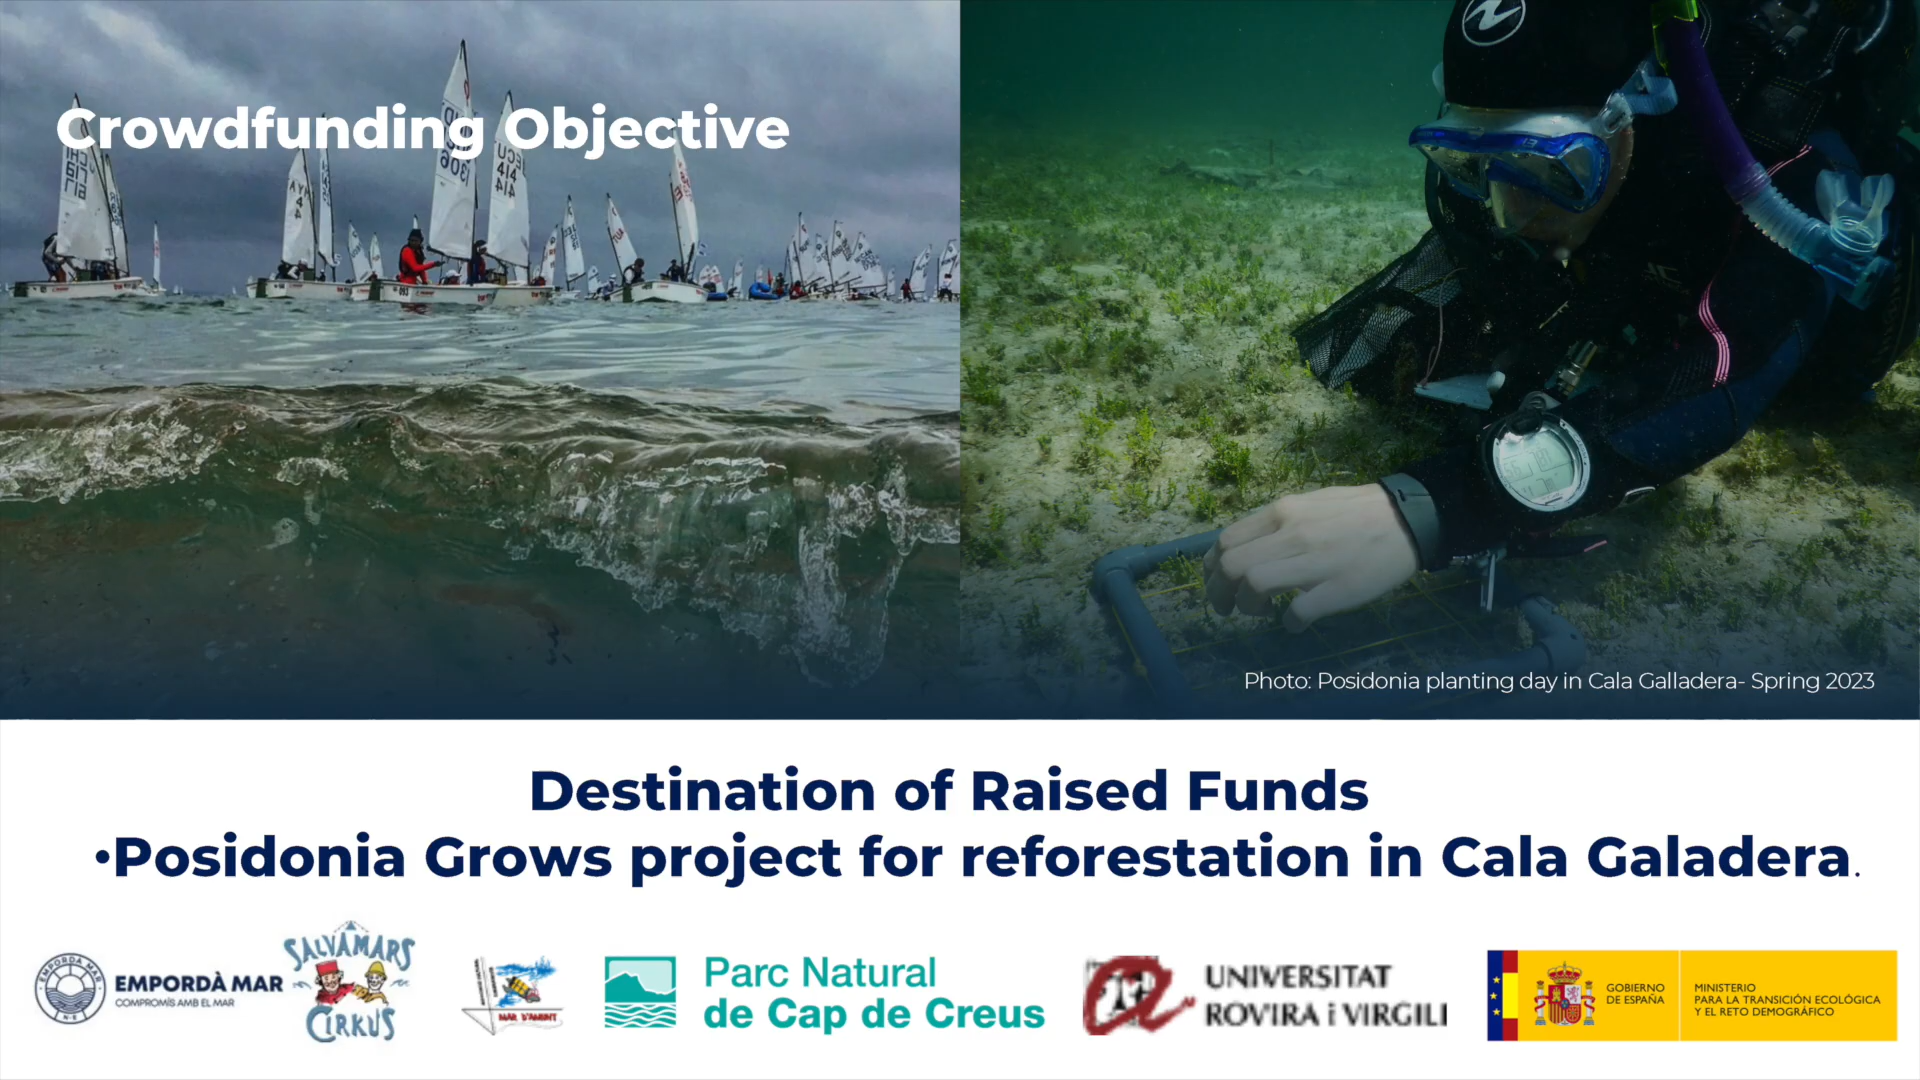 Crowdfunding Objective
Photo: Posidonia planting day in Cala Galladera- Spring 2023
Destination of Raised Funds
•Posidonia Grows project for reforestation in Cala Galadera.
EMPORDÀ MAR
EMPORDÀ MAR
COMPROMÍS AMB EL MAR
SALVAMARS
CIRKUS
MAR D'AMUNT
Parc Natural
de Cap de Creus
UNIVERSITAT
ROVIRA i VIRGILI
GOBIERNO
DE ESPAÑA
MINISTERIO
PARA LA TRANSICIÓN ECOLÓGICA
Y EL RETO DEMOGRÁFICO